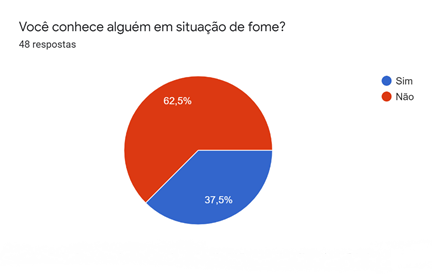 Você conhece alguém em situação de fome?
48 respostas
Sim
Não
62,5%
37,5%